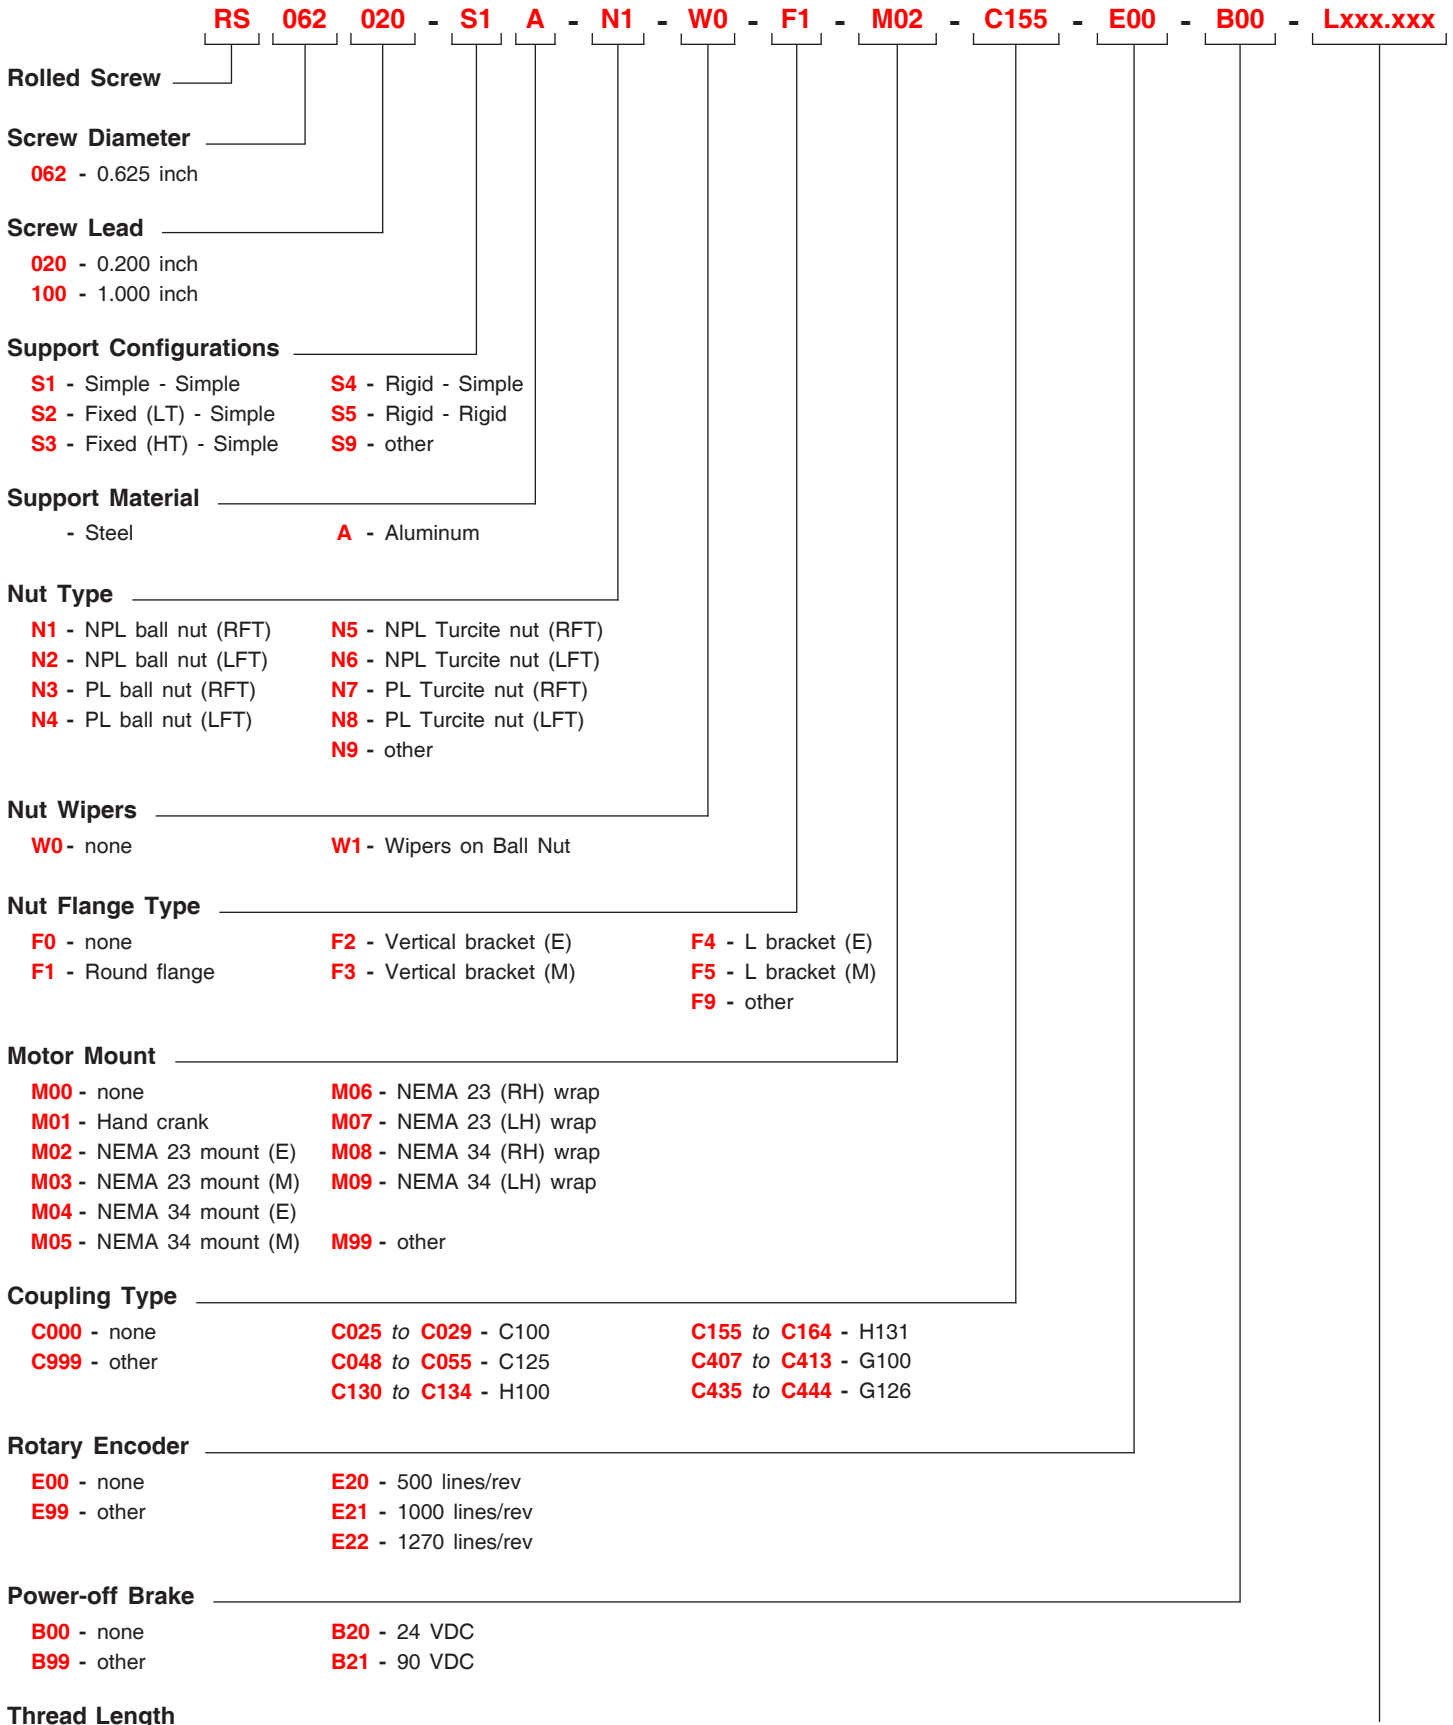 RS 062 020 - S1 A - N1 - W0 - F1 - M02 - C155 - E00 - B00 - Lxxx.xxx
Rolled Screw
Screw Diameter
062 - 0.625 inch
Screw Lead
020 - 0.200 inch
100 - 1.000 inch
Support Configurations
S1 - Simple - Simple S4 - Rigid - Simple
S2 - Fixed (LT) - Simple S5 - Rigid - Rigid
S3 - Fixed (HT) - Simple S9 - other
Support Material
- Steel A - Aluminum
Nut Type
N1 - NPL ball nut (RFT) N5 - NPL Turcite nut (RFT)
N2 - NPL ball nut (LFT) N6 - NPL Turcite nut (LFT)
N3 - PL ball nut (RFT) N7 - PL Turcite nut (RFT)
N4 - PL ball nut (LFT) N8 - PL Turcite nut (LFT)
N9 - other
Nut Wipers
W0 - none W1 - Wipers on Ball Nut
Nut Flange Type
F0 - none F2 - Vertical bracket (E) F4 - L bracket (E)
F1 - Round flange F3 - Vertical bracket (M) F5 - L bracket (M)
F9 - other
Motor Mount
M00 - none M06 - NEMA 23 (RH) wrap
M01 - Hand crank M07 - NEMA 23 (LH) wrap
M02 - NEMA 23 mount (E) M08 - NEMA 34 (RH) wrap
M03 - NEMA 23 mount (M) M09 - NEMA 34 (LH) wrap
M04 - NEMA 34 mount (E)
M05 - NEMA 34 mount (M) M99 - other
Coupling Type
C000 - none C025 to C029 - C100 C155 to C164 - H131
C999 - other C048 to C055 - C125 C407 to C413 - G100
C130 to C134 - H100 C435 to C444 - G126
Rotary Encoder
E00 - none E20 - 500 lines/rev
E99 - other E21 - 1000 lines/rev
E22 - 1270 lines/rev
Power-off Brake
B00 - none B20 - 24 VDC
B99 - other B21 - 90 VDC
Thread Length